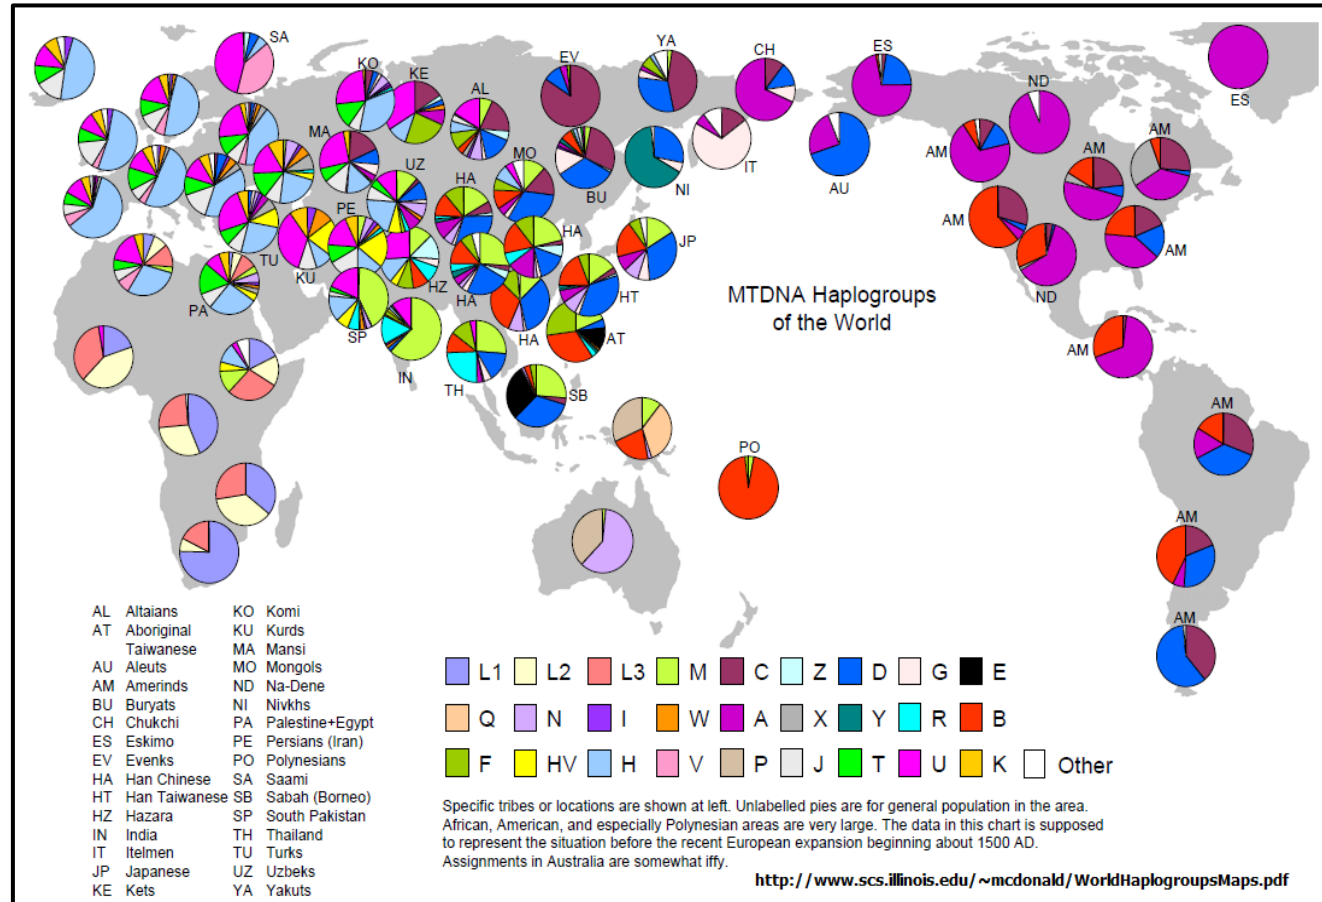 SA
KO
KE
EV
YA
CH
ES
ND
ES
AL
MA
UZ
MO
HA
BU
NI
IT
AU
AM
AM
AM
PE
HA
JP
AM
AM
TU
KU
HZ
HA
HT
ND
PA
SP
HA
AT
IN
TH
SB
AM
PO
AM
AM
AM
MTDNA Haplogroups
of the World
AL Altaians
AT Aboriginal
Taiwanese
AU Aleuts
AM Amerinds
BU Buryats
CH Chukchi
ES Eskimo
EV Evenks
HA Han Chinese
HT Han Taiwanese
HZ Hazara
IN India
IT Itelmen
JP Japanese
KE Kets
KO Komi
KU Kurds
MA Mansi
MO Mongols
ND Na-Dene
NI Nivkhs
PA Palestine+Egypt
PE Persians (Iran)
PO Polynesians
SA Saami
SB Sabah (Borneo)
SP South Pakistan
TH Thailand
TU Turks
UZ Uzbeks
YA Yakuts
L1 L2 L3 M C Z D G E
Q N I W A X Y R B
F HV H V P J T U K Other
Specific tribes or locations are shown at left. Unlabelled pies are for general population in the area.
African, American, and especially Polynesian areas are very large. The data in this chart is supposed
to represent the situation before the recent European expansion beginning about 1500 AD.
Assignments in Australia are somewhat iffy.
http://www.scs.illinois.edu/~mcdonald/WorldHaplogroupsMaps.pdf